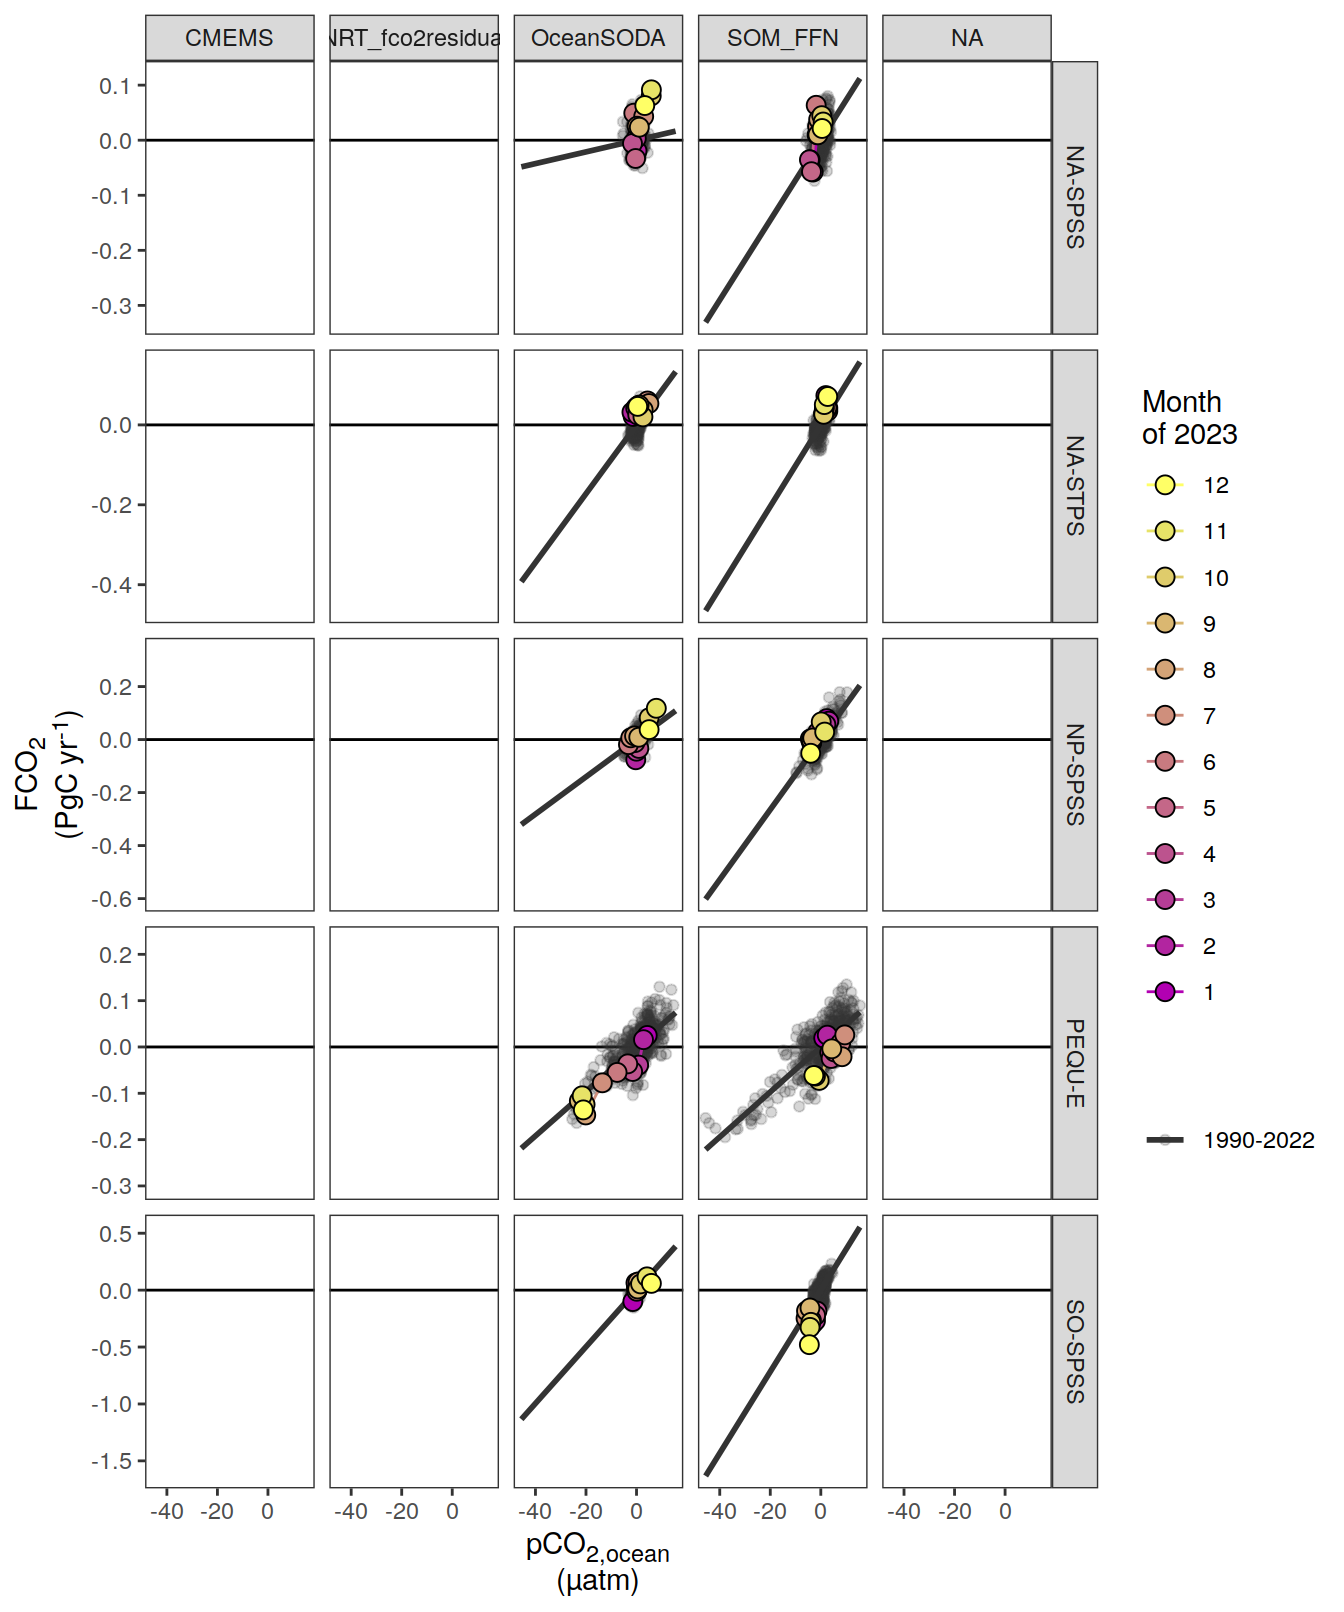 CMEMS NRT_fco2residua OceanSODA SOM_FFN NA
0.1
0.0
-0.1
-0.2
-0.3
NA-SPSS
0.0
-0.2
-0.4
NA-STPS
0.2
0.0
-0.2
-0.4
-0.6
NP-SPSS
0.2
0.1
0.0
-0.1
-0.2
-0.3
PEQU-E
0.5
0.0
-0.5
-1.0
-1.5
SO-SPSS
-40 -20 0 -40 -20 0 -40 -20 0 -40 -20 0 -40 -20 0
pCO2,ocean
(µatm)
FCO2
(PgC yr-1)
Month
of 2023
12
11
10
9
8
7
6
5
4
3
2
1
1990-2022